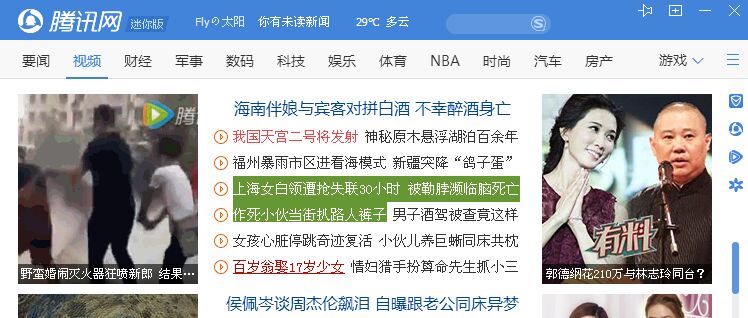 腾讯网 迷你版 Fly の 太阳 你有未读新闻 29℃ 多云
要闻 视频 财经 军事 数码 科技 娱乐 体育 NBA 时尚 汽车 房产 游戏
海南伴娘与宾客对拼白酒 不幸醉酒身亡
我国天宫二号将发射 神秘原木悬浮湖泊百余年
福州暴雨市区进看海模式 新疆突降“鸽子蛋”
上海女白领遭抢失联30小时 被勒脖濒临脑死亡
作死小伙当街扒路人裤子 男子酒驾被查竟这样
女孩心脏停跳奇迹复活 小伙儿养巨蜥同床共枕
百岁翁娶17岁少女 情妇猎手扮算命先生抓小三
侯佩岑谈周杰伦飙泪 自曝跟老公同床异梦
腾讯
野蛮婚闹灭火器狂喷新郎 结果…
有料
郭德纲花210万与林志玲同台？